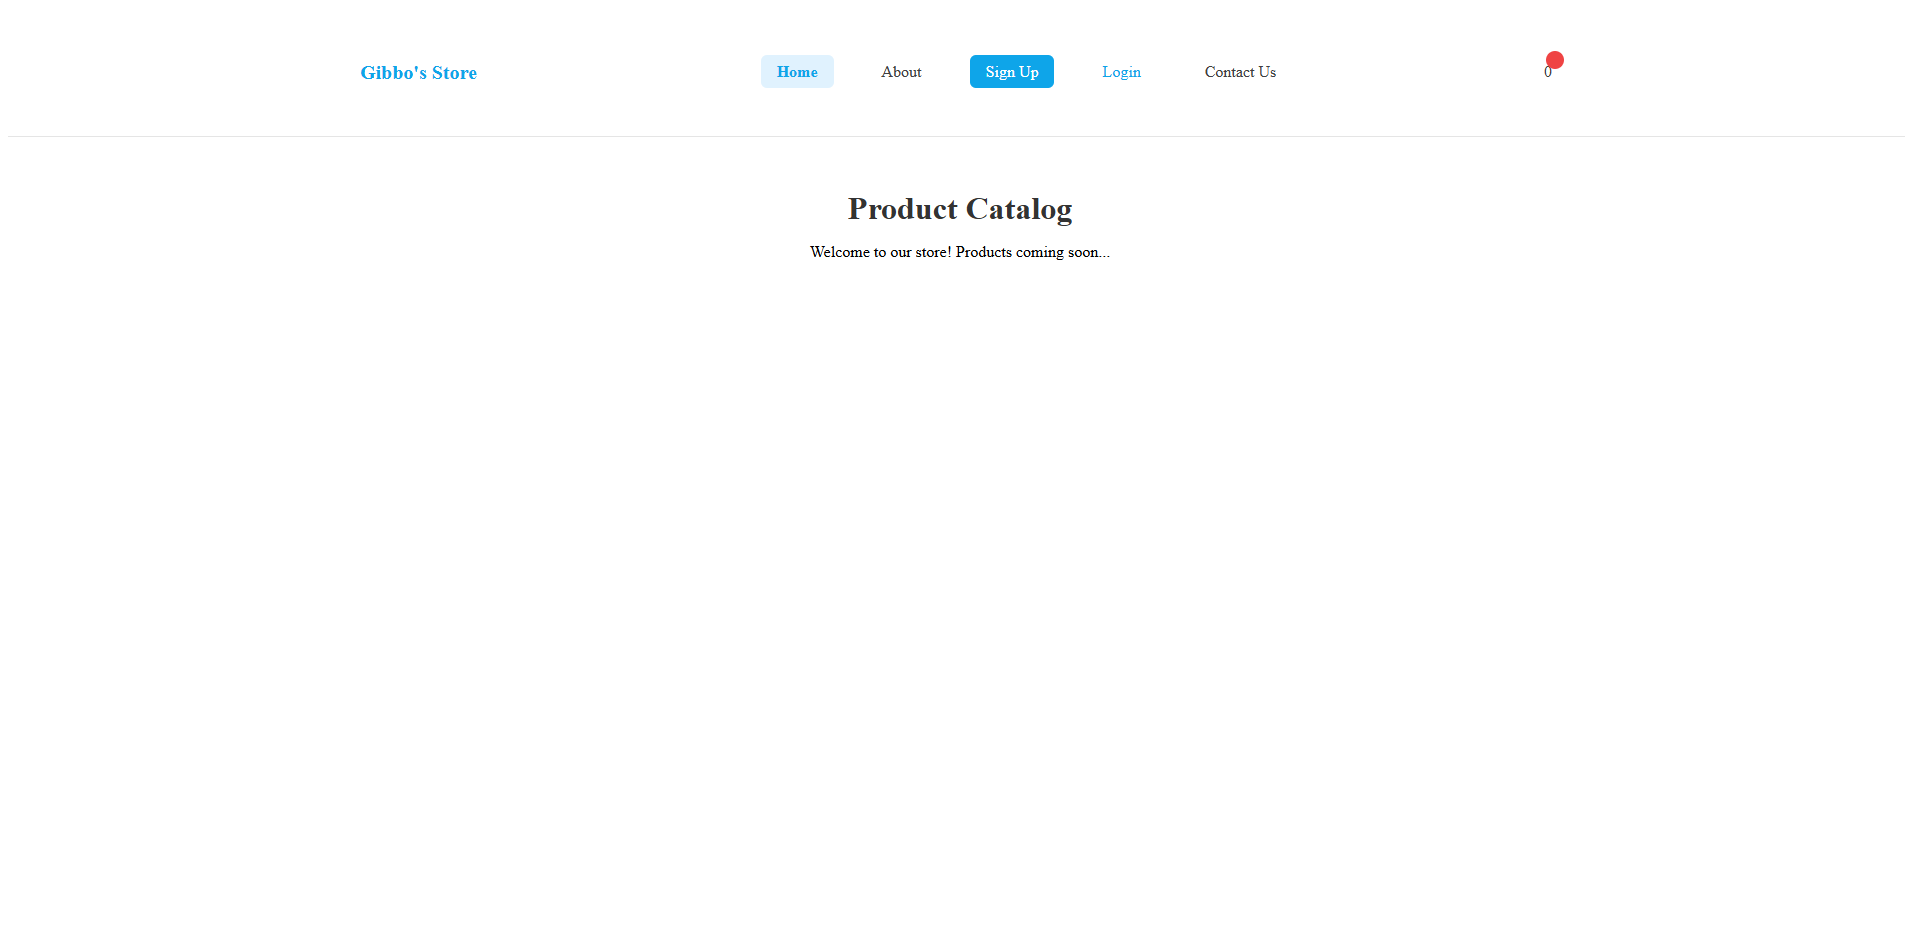 Gibbo's Store Home About Sign Up Login Contact Us 0
Product Catalog
Welcome to our store! Products coming soon...